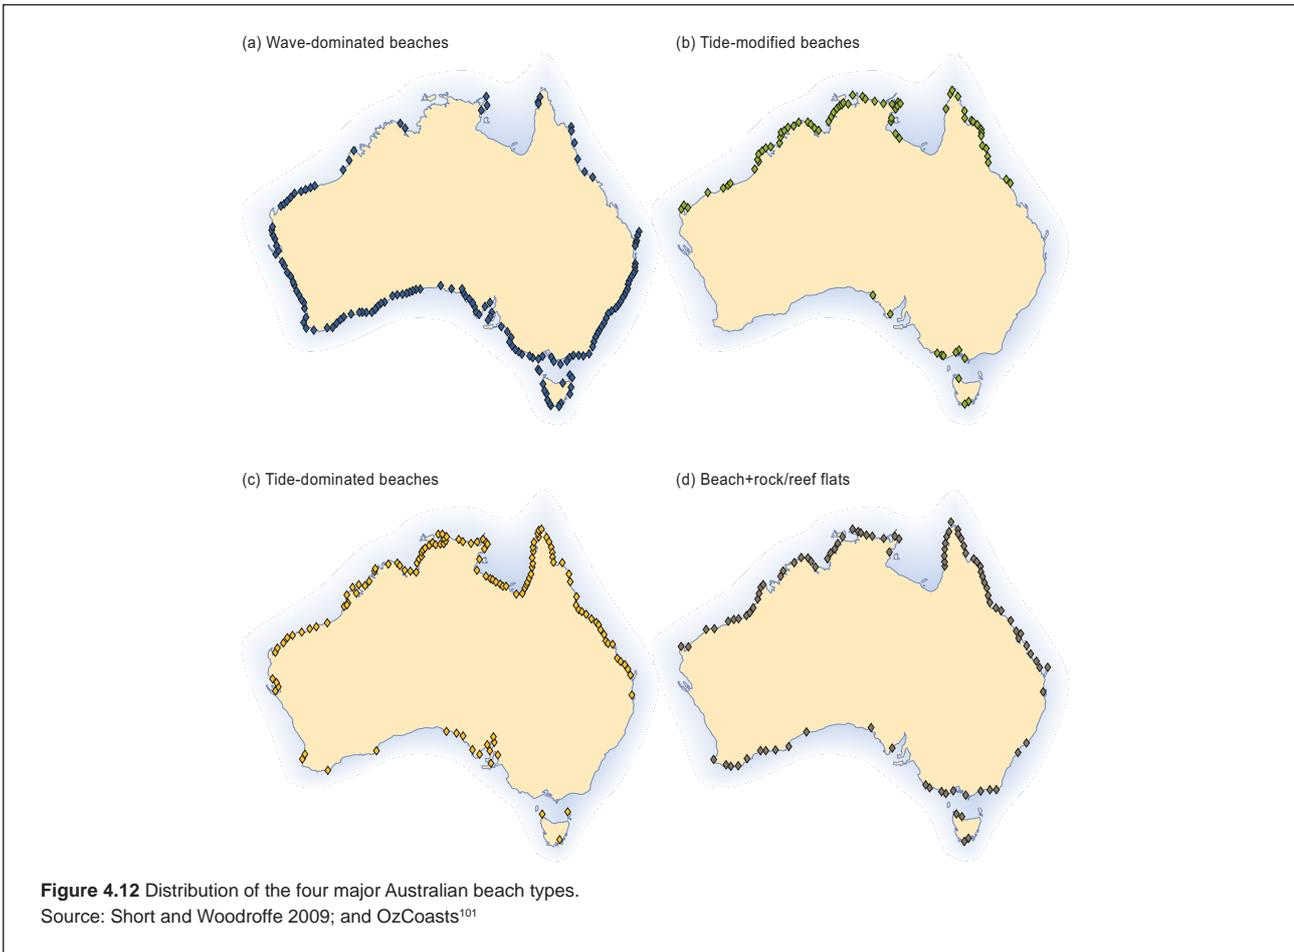 (a) Wave-dominated beaches
(b) Tide-modified beaches
(c) Tide-dominated beaches
(d) Beach+rock/reef flats
Figure 4.12 Distribution of the four major Australian beach types.
Source: Short and Woodroffe 2009; and OzCoasts101